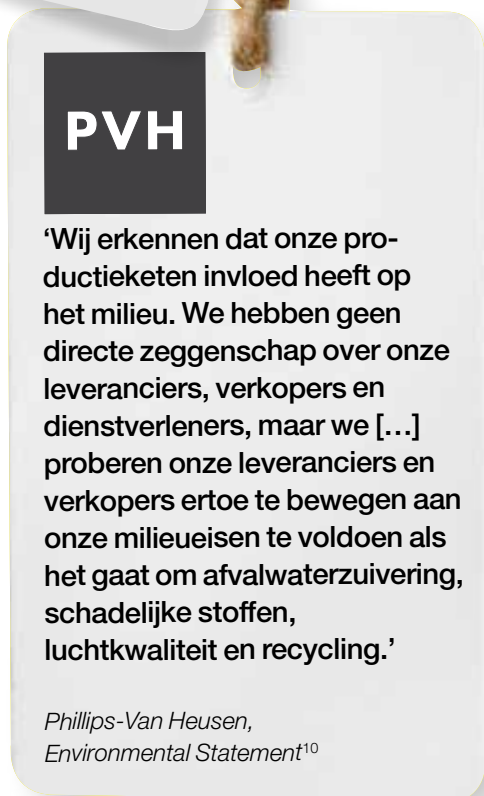 PVH
‘Wij erkennen dat onze pro-
ductieketen invloed heeft op
het milieu. We hebben geen
directe zeggenschap over onze
leveranciers, verkopers en
dienstverleners, maar we […]
proberen onze leveranciers en
verkopers ertoe te bewegen aan
onze milieueisen te voldoen als
het gaat om afvalwaterzuivering,
schadelijke stoffen,
luchtkwaliteit en recycling.’
Phillips-Van Heusen,
Environmental Statement¹⁰